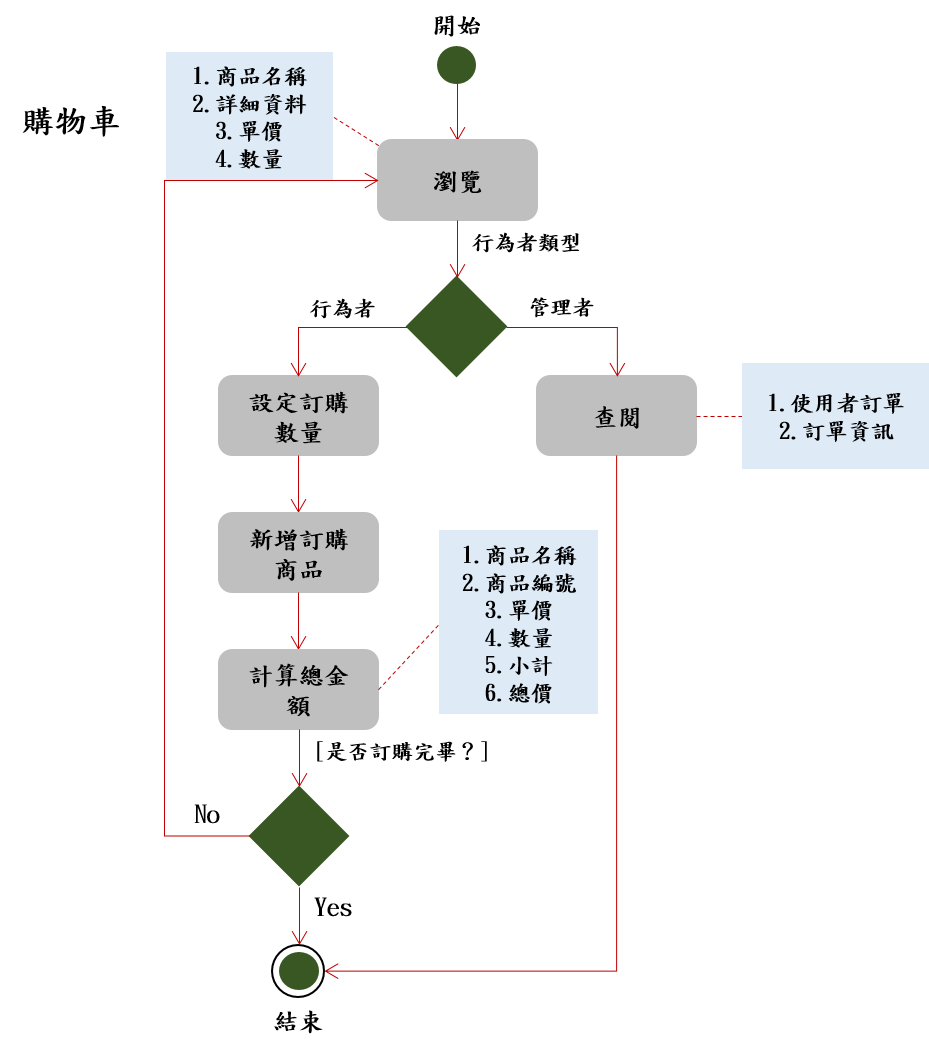 開始
1.商品名稱
2.詳細資料
3.單價
4.數量
購物車
瀏覽
行為者類型
行為者
管理者
設定訂購
數量
查閱
1.使用者訂單
2.訂單資訊
新增訂購
商品
1.商品名稱
2.商品編號
3.單價
4.數量
5.小計
6.總價
計算總金
額
[是否訂購完畢？]
No
Yes
結束